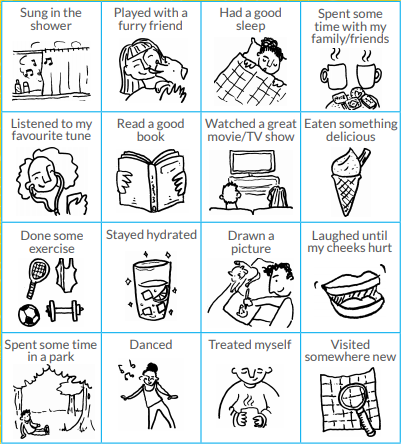 Sung in the
shower
Played with a
furry friend
Had a good
sleep
Spent some
time with my
family/friends
Listened to my
favourite tune
Read a good
book
Watched a great
movie/TV show
Eaten something
delicious
Done some
exercise
Stayed hydrated
Drawn a
picture
Laughed until
my cheeks hurt
Spent some time
in a park
Danced
Treated myself
Visited
somewhere new